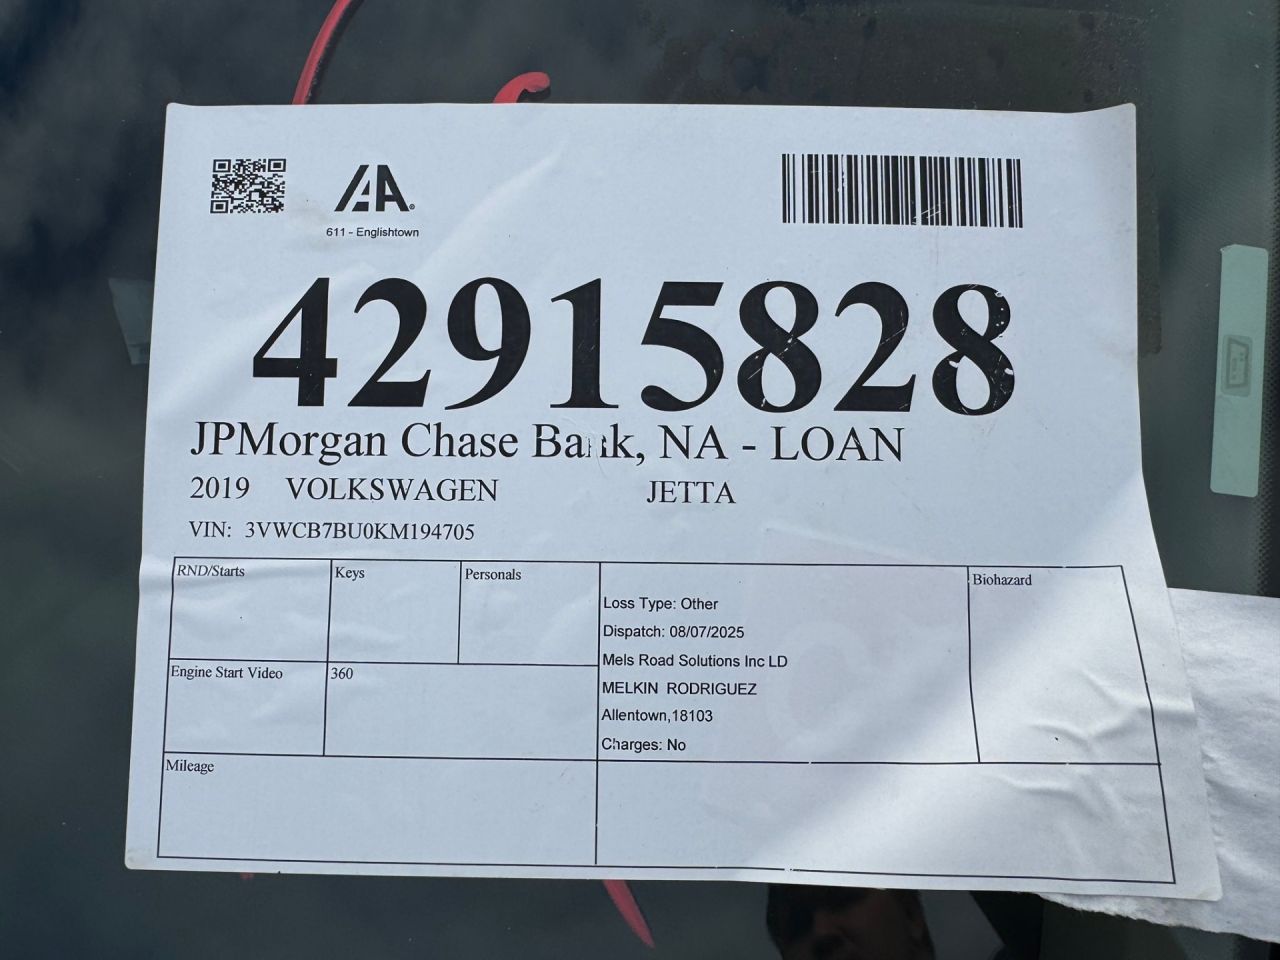 IAA®
611 - Englishtown
42915828
JPMorgan Chase Bank, NA - LOAN
2019 VOLKSWAGEN JETTA
VIN: 3VWCB7BU0KM194705
RND/Starts
Keys
Personals
Biohazard
Loss Type: Other
Dispatch: 08/07/2025
Mels Road Solutions Inc LD
MELKIN RODRIGUEZ
Allentown,18103
Charges: No
Engine Start Video
360
Mileage